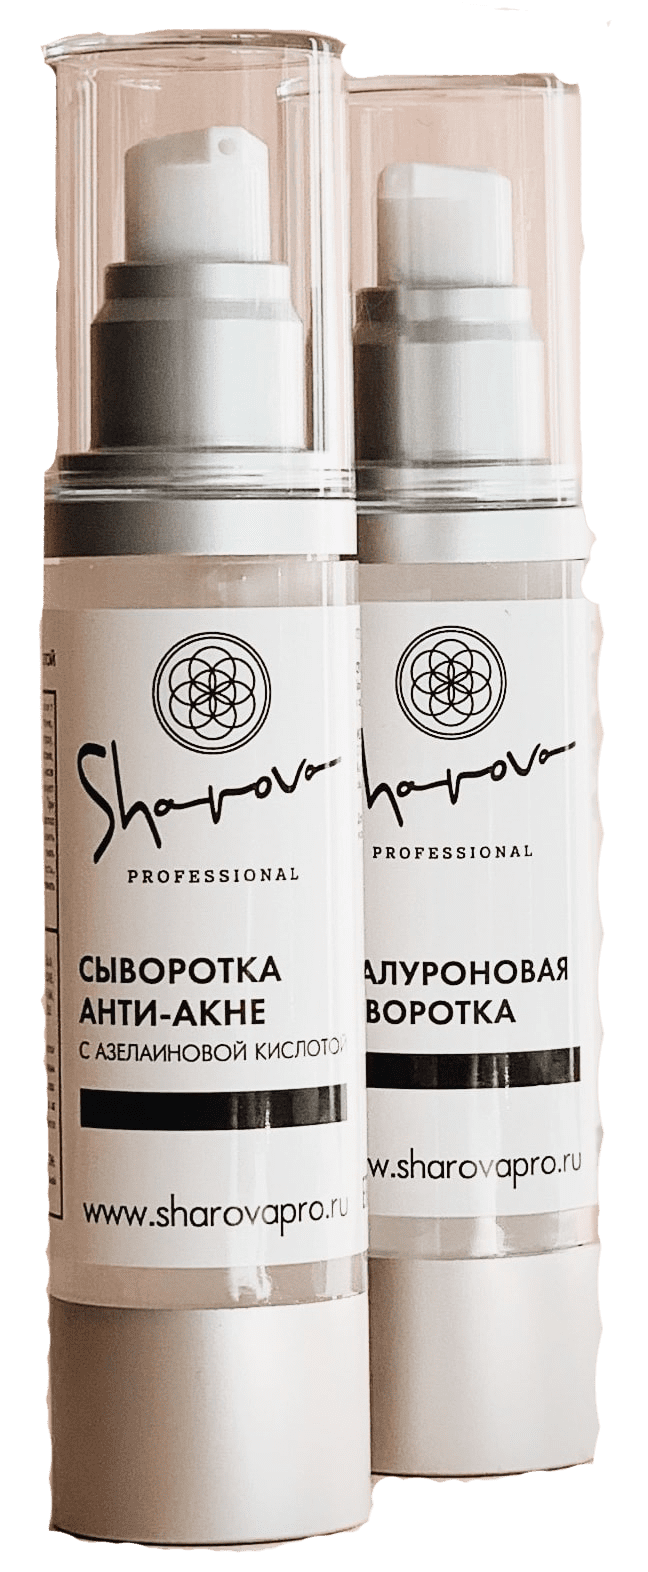 Sharova
PROFESSIONAL
СЫВОРОТКА
АНТИ-АКНЕ
С АЗЕЛАИНОВОЙ КИСЛОТОЙ
www.sharovapro.ru
harova
PROFESSIONAL
АЛУРОНОВАЯ
ВОРОТКА
w.sharovapro.ru